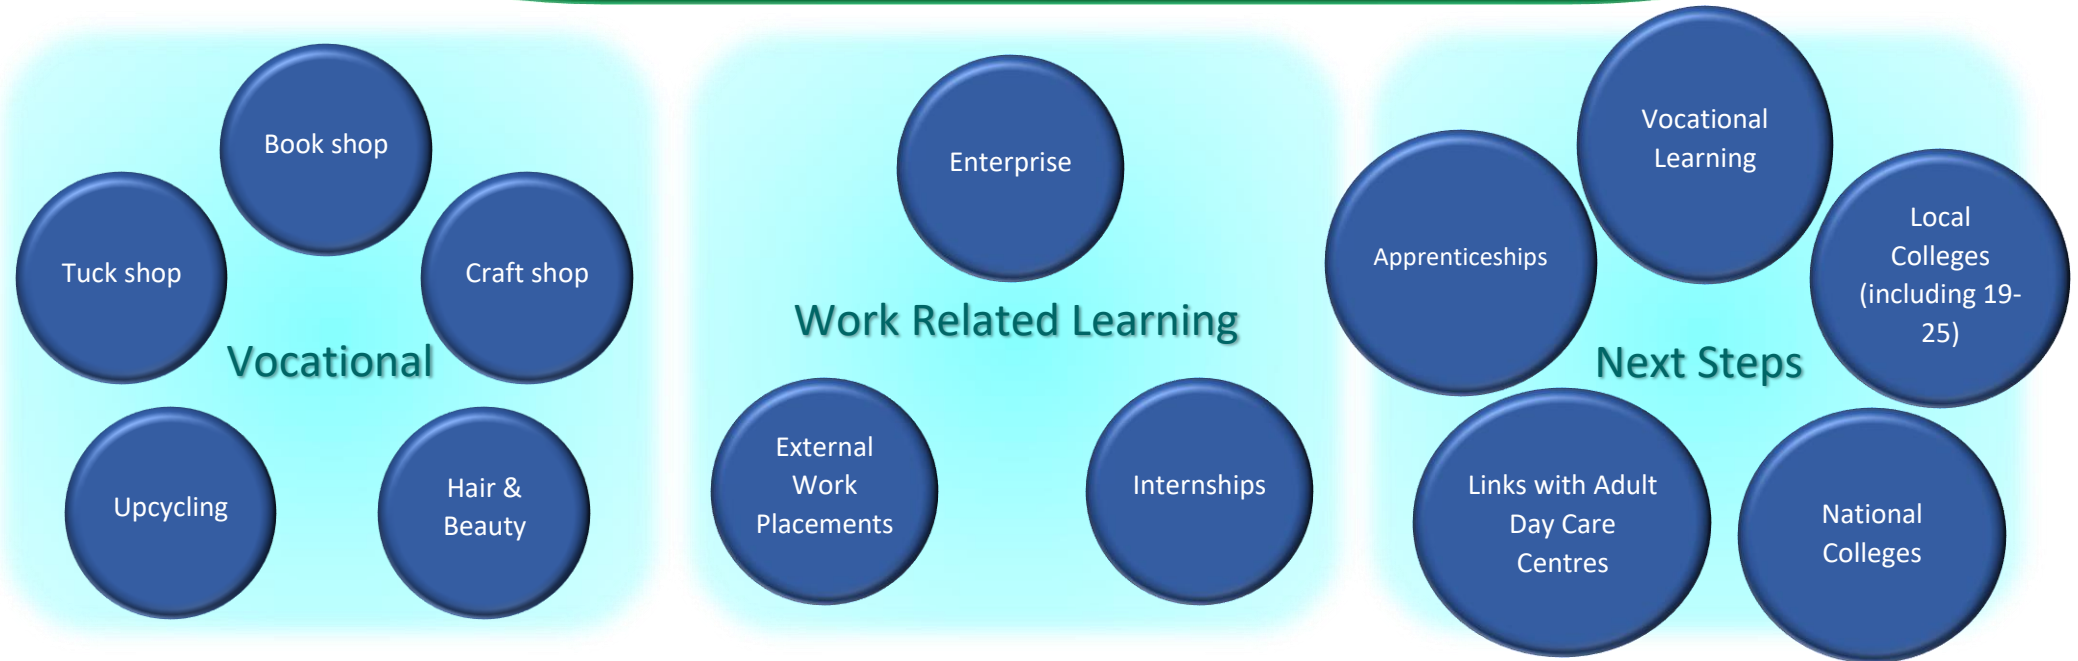 Book shop
Tuck shop
Craft shop
Vocational
Upcycling
Hair &
Beauty
Enterprise
Work Related Learning
External
Work
Placements
Internships
Vocational
Learning
Apprenticeships
Local
Colleges
(including 19-
25)
Next Steps
Links with Adult
Day Care
Centres
National
Colleges